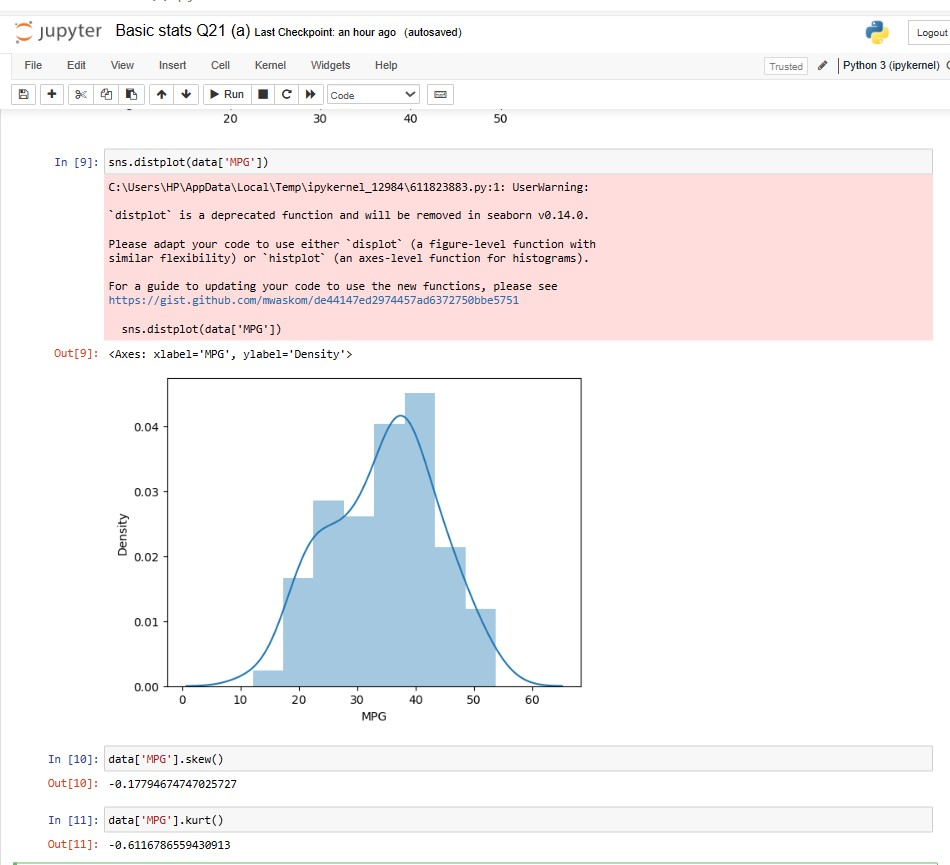 jupyter Basic stats Q21 (a) Last Checkpoint: an hour ago (autosaved)
Logout
File Edit View Insert Cell Kernel Widgets Help
Trusted Python 3 (ipykernel)
Run Code
20 30 40 50
In [9]: sns.distplot(data['MPG'])
C:\Users\HP\AppData\Local\Temp\ipykernel_12984\611823883.py:1: UserWarning:
`distplot` is a deprecated function and will be removed in seaborn v0.14.0.
Please adapt your code to use either `displot` (a figure-level function with
similar flexibility) or `histplot` (an axes-level function for histograms).
For a guide to updating your code to use the new functions, please see
https://gist.github.com/mwaskom/de44147ed2974457ad6372750bbe5751
sns.distplot(data['MPG'])
Out[9]: <Axes: xlabel='MPG', ylabel='Density'>
0.04
0.03
Density
0.02
0.01
0.00
0 10 20 30 40 50 60
MPG
In [10]: data['MPG'].skew()
Out[10]: -0.17794674747025727
In [11]: data['MPG'].kurt()
Out[11]: -0.6116786559430913